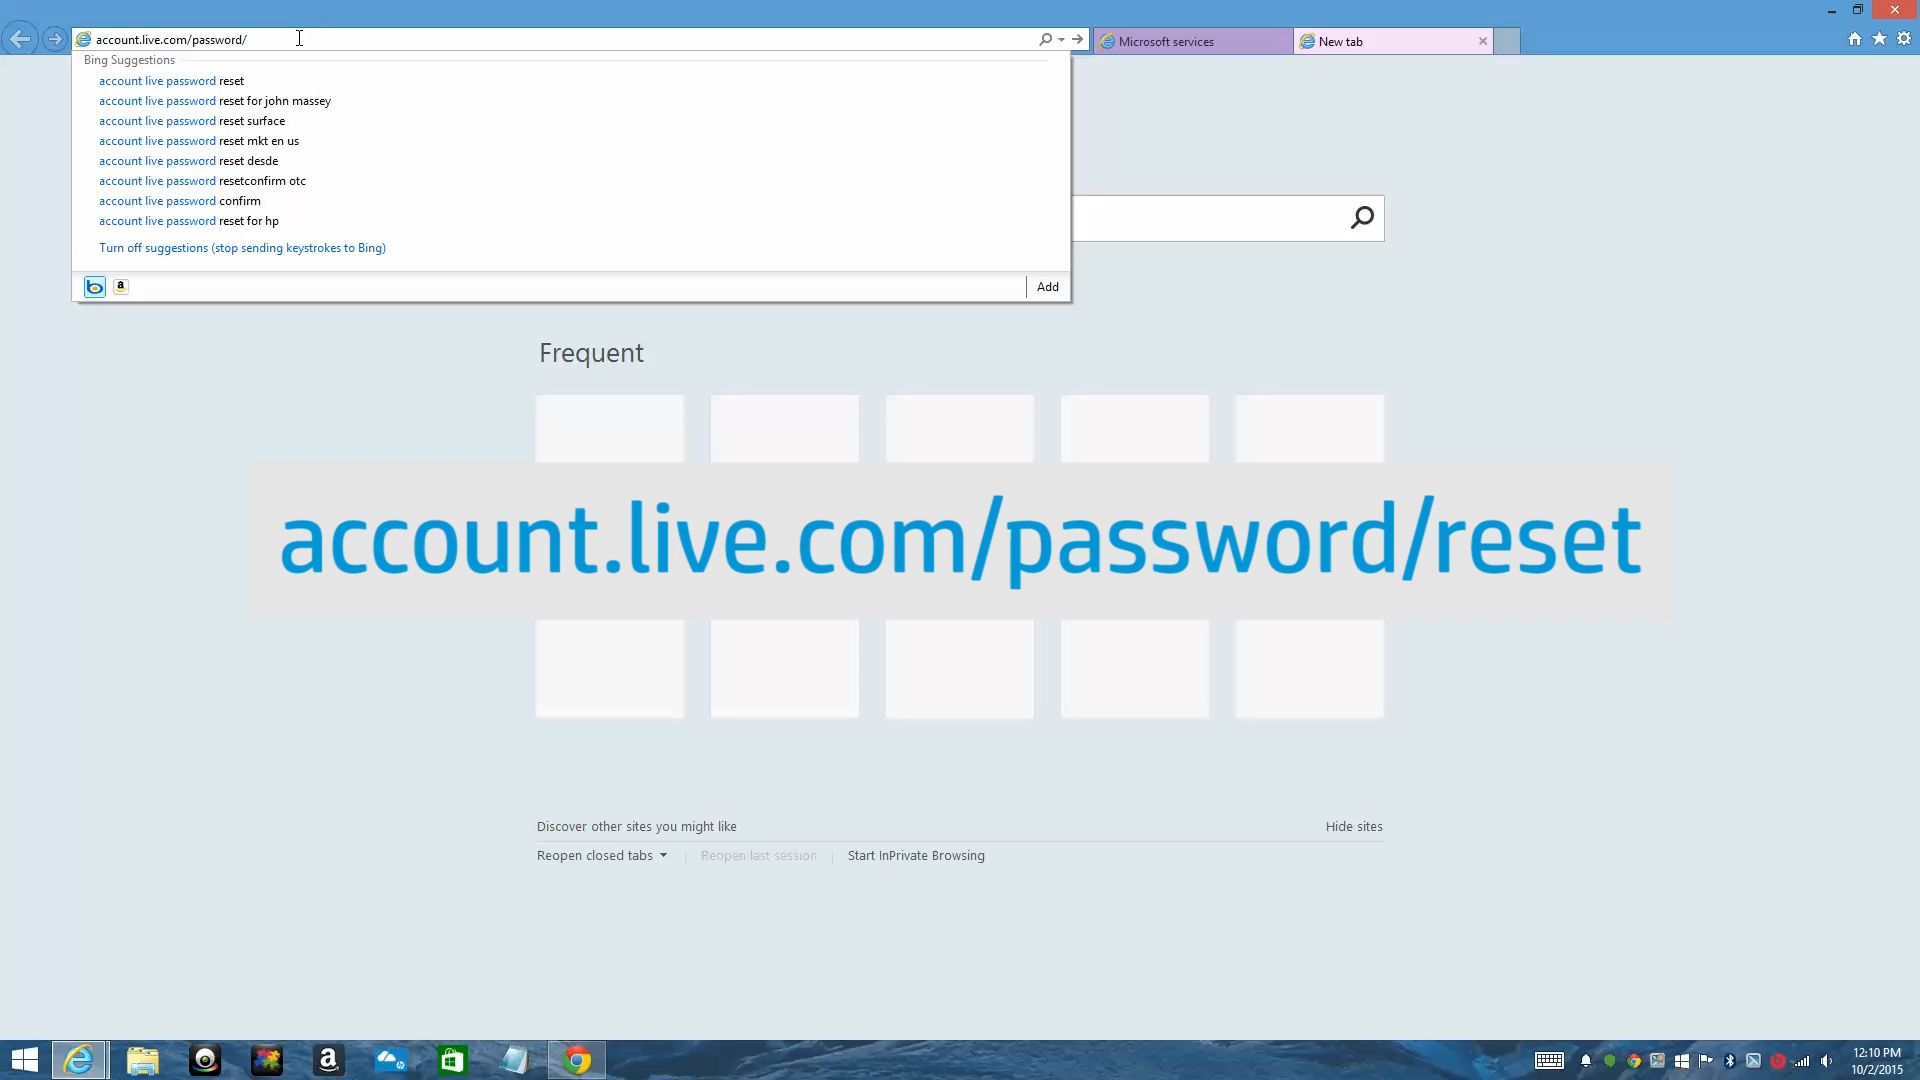 account.live.com/password/
Microsoft services
New tab
Bing Suggestions
account live password reset
account live password reset for john massey
account live password reset surface
account live password reset mkt en us
account live password reset desde
account live password resetconfirm otc
account live password confirm
account live password reset for hp
Turn off suggestions (stop sending keystrokes to Bing)
Add
Frequent
account.live.com/password/reset
Discover other sites you might like
Hide sites
Reopen closed tabs
Reopen last session
Start InPrivate Browsing
12:10 PM
10/2/2015